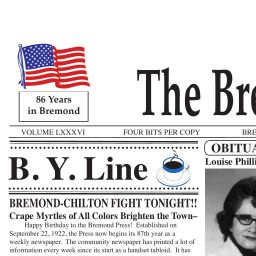 86 Years
in Bremond
The Bre
VOLUME LXXXVI FOUR BITS PER COPY BRE
OBITUA
B. Y. Line
Louise Philli
BREMOND-CHILTON FIGHT TONIGHT!!
Crape Myrtles of All Colors Brighten the Town–
Happy Birthday to the Bremond Press! Established on
September 22, 1922, the Press now begins its 87th year as a
weekly newspaper. The community newspaper has printed a lot of
information every week since its start as a handset tabloid. It has